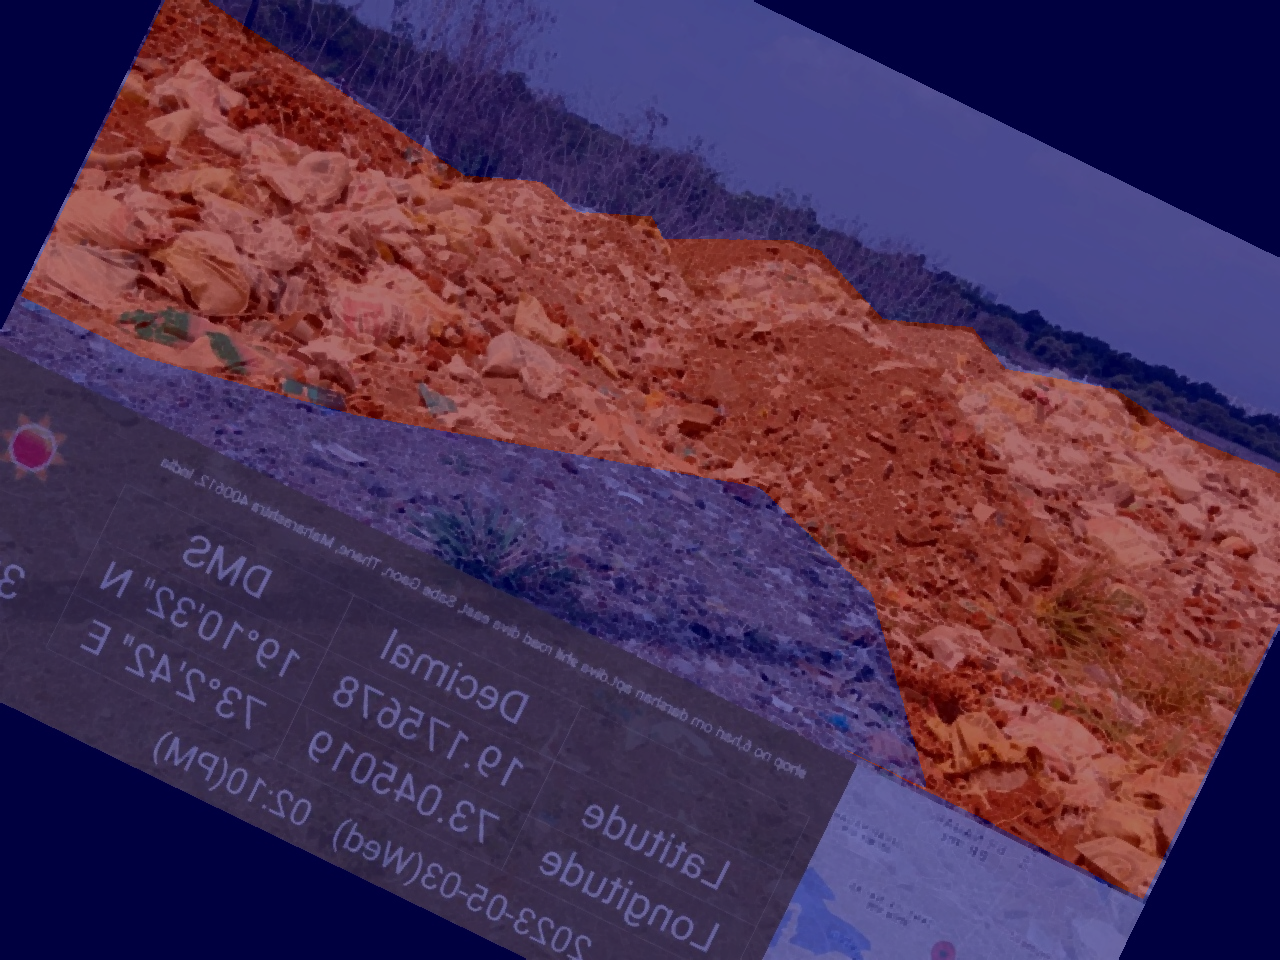 shop no 6,hari om darshan apt,diva shil road diva east, Sabe Gaon, Thane, Maharashtra 400612, India
Decimal DMS
Latitude 19.175678 19°10'32" N
Longitude 73.045019 73°2'42" E
2023-05-03(Wed) 02:10(PM)